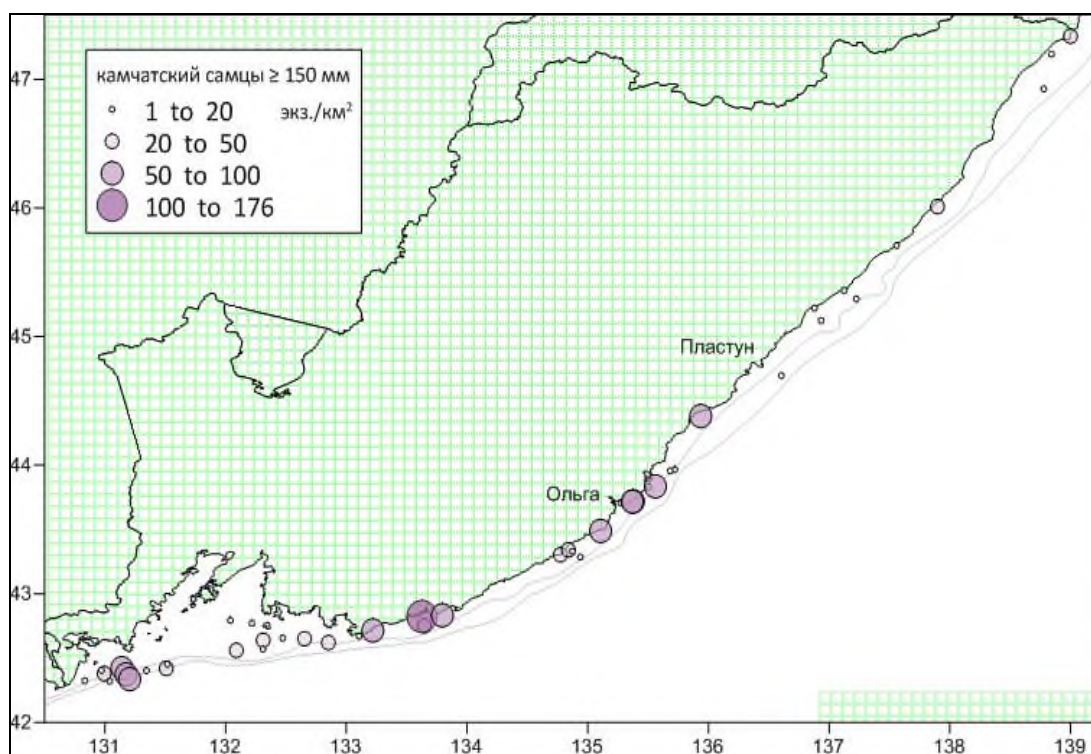 камчатский самцы ≥ 150 мм
1 to 20 экз./км²
20 to 50
50 to 100
100 to 176
47
46
45
44
43
42
Пластун
Ольга
131 132 133 134 135 136 137 138 139